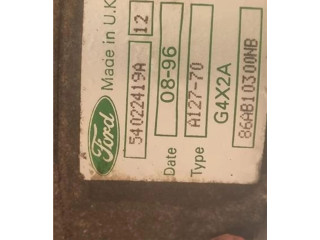 Ford
Made in U.K
12
54022419A
Date 08-96
Type A127-70
G4X2A
86AB10300NB